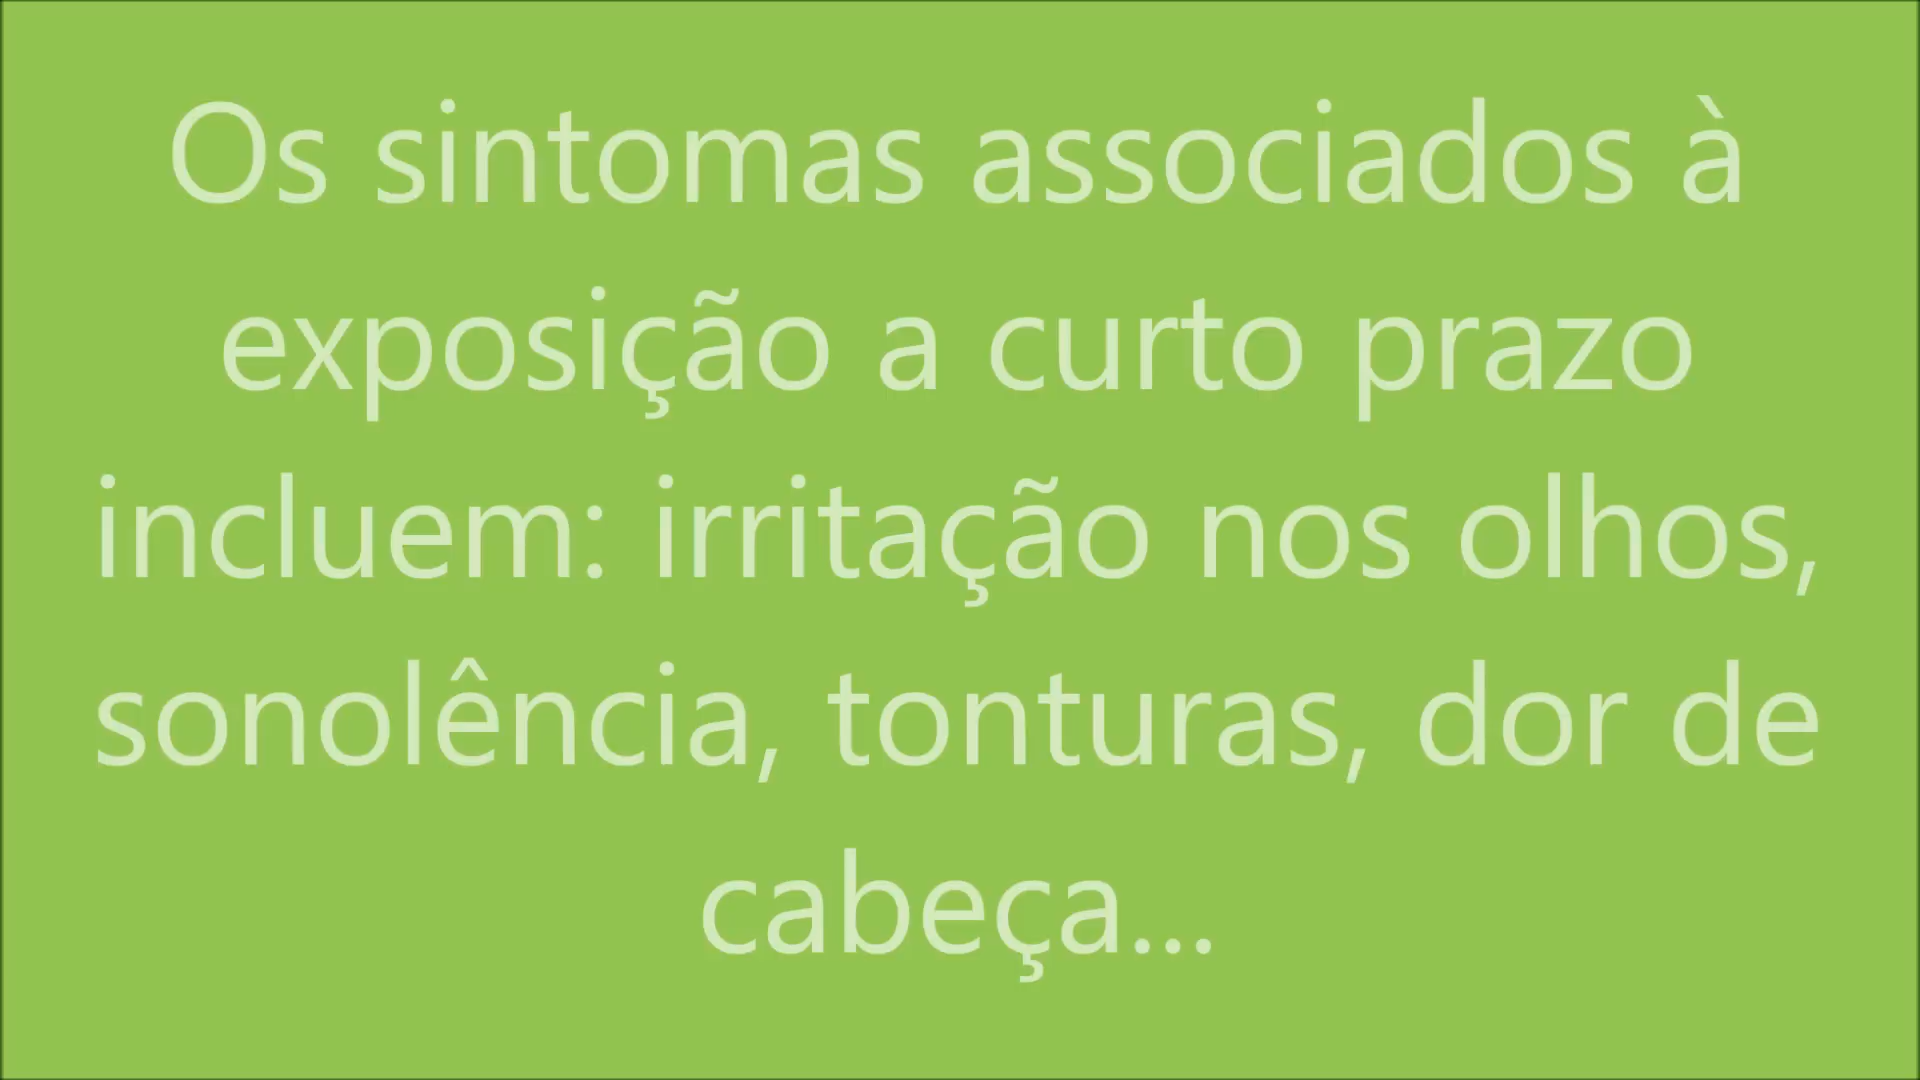 Os sintomas associados à
exposição a curto prazo
incluem: irritação nos olhos,
sonolência, tonturas, dor de
cabeça...